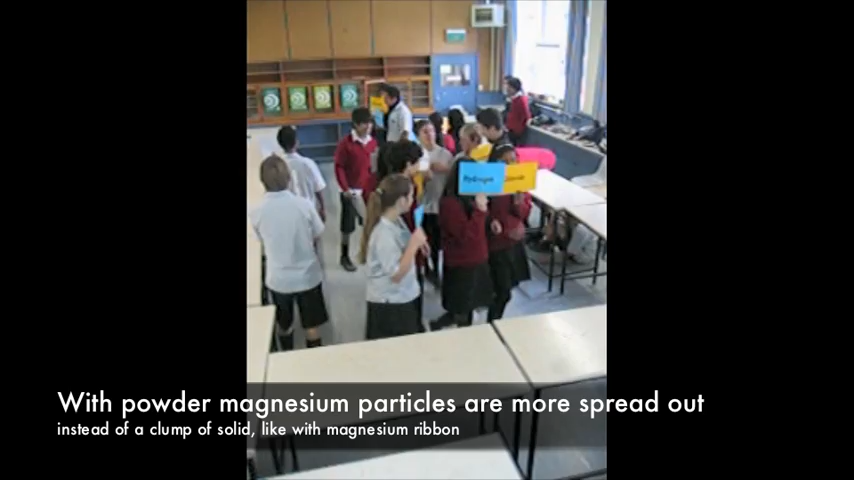 Hydrogen
With powder magnesium particles are more spread out
instead of a clump of solid, like with magnesium ribbon